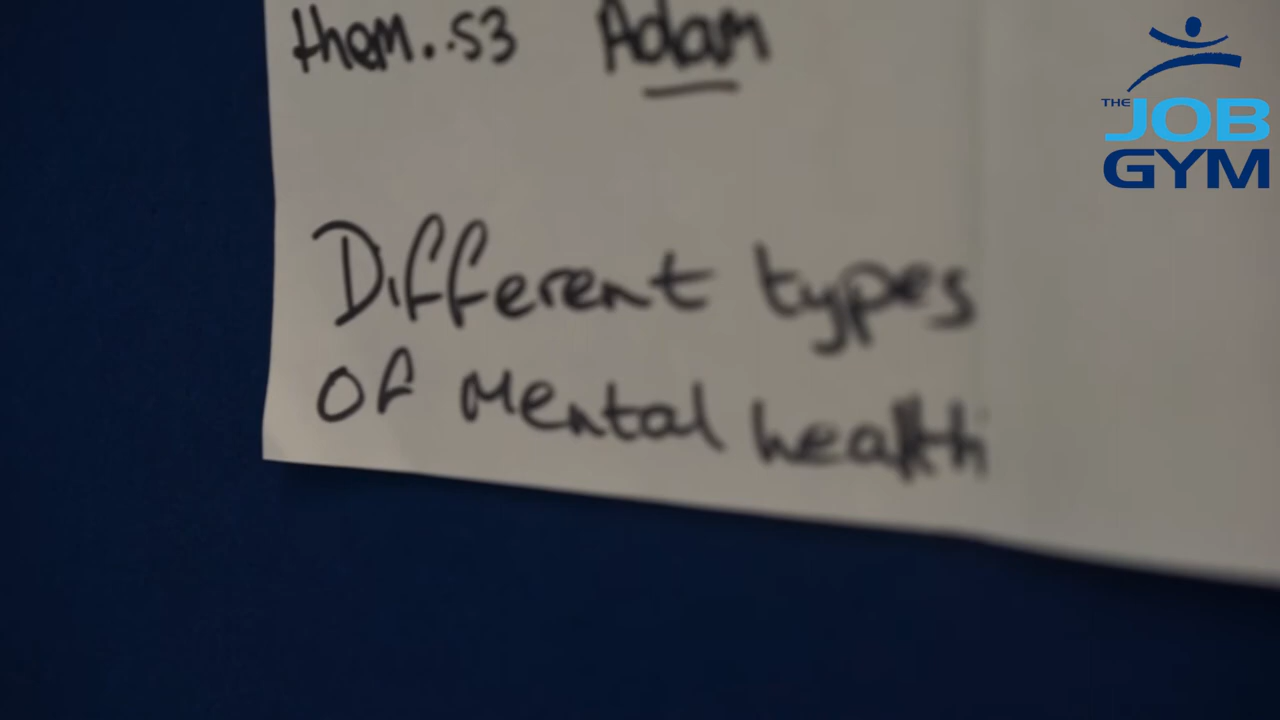 them..S3 Adam
Different types
of Mental health
THE
JOB
GYM